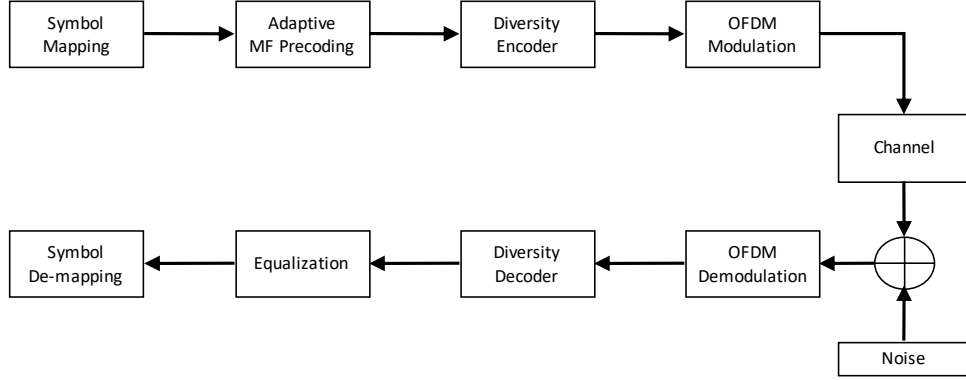 Symbol
Mapping
Adaptive
MF Precoding
Diversity
Encoder
OFDM
Modulation
Channel
Symbol
De-mapping
Equalization
Diversity
Decoder
OFDM
Demodulation
Noise